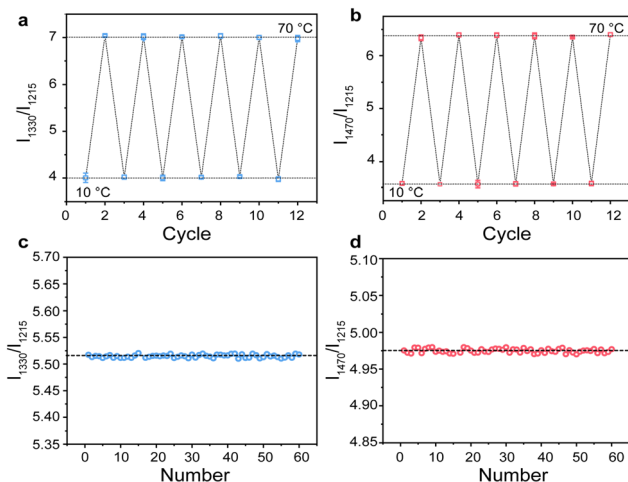 a
70 °C
7
6
5
4
10 °C
0 2 4 6 8 10 12
Cycle
I1330/I1215
b
70 °C
6
5
4
10 °C
0 2 4 6 8 10 12
Cycle
I1470/I1215
c
5.70
5.65
5.60
5.55
5.50
5.45
5.40
5.35
0 10 20 30 40 50 60
Number
I1330/I1215
d
5.10
5.05
5.00
4.95
4.90
4.85
0 10 20 30 40 50 60
Number
I1470/I1215